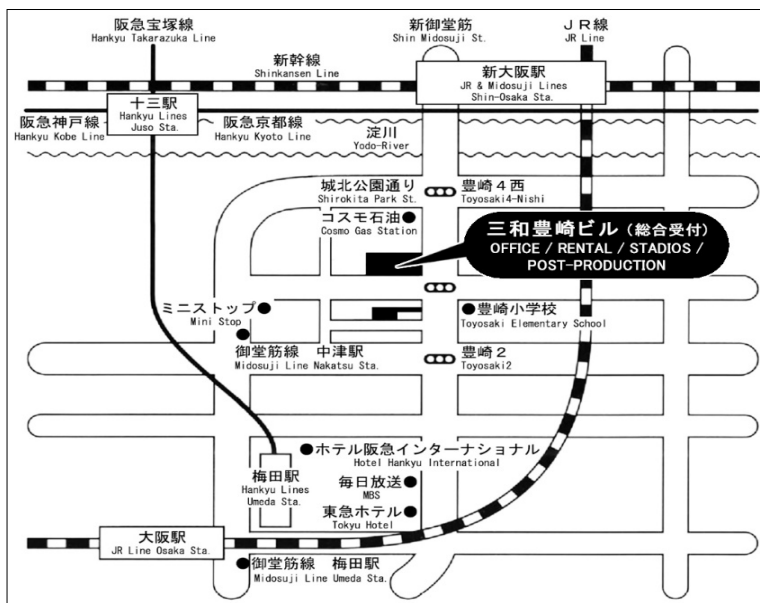 阪急宝塚線
Hankyu Takarazuka Line
新御堂筋
Shin Midosuji St.
JR線
JR Line
新幹線
Shinkansen Line
新大阪駅
JR & Midosuji Lines
Shin-Osaka Sta.
十三駅
Hankyu Lines
Juso Sta.
阪急神戸線
Hankyu Kobe Line
阪急京都線
Hankyu Kyoto Line
淀川
Yodo-River
城北公園通り
Shirokita Park St.
豊崎4西
Toyosaki4-Nishi
コスモ石油
Cosmo Gas Station
三和豊崎ビル（総合受付）
OFFICE / RENTAL / STADIOS /
POST-PRODUCTION
ミニストップ
Mini Stop
豊崎小学校
Toyosaki Elementary School
御堂筋線 中津駅
Midosuji Line Nakatsu Sta.
豊崎2
Toyosaki2
ホテル阪急インターナショナル
Hotel Hankyu International
梅田駅
Hankyu Lines
Umeda Sta.
毎日放送
MBS
東急ホテル
Tokyu Hotel
大阪駅
JR Line Osaka Sta.
御堂筋線 梅田駅
Midosuji Line Umeda Sta.